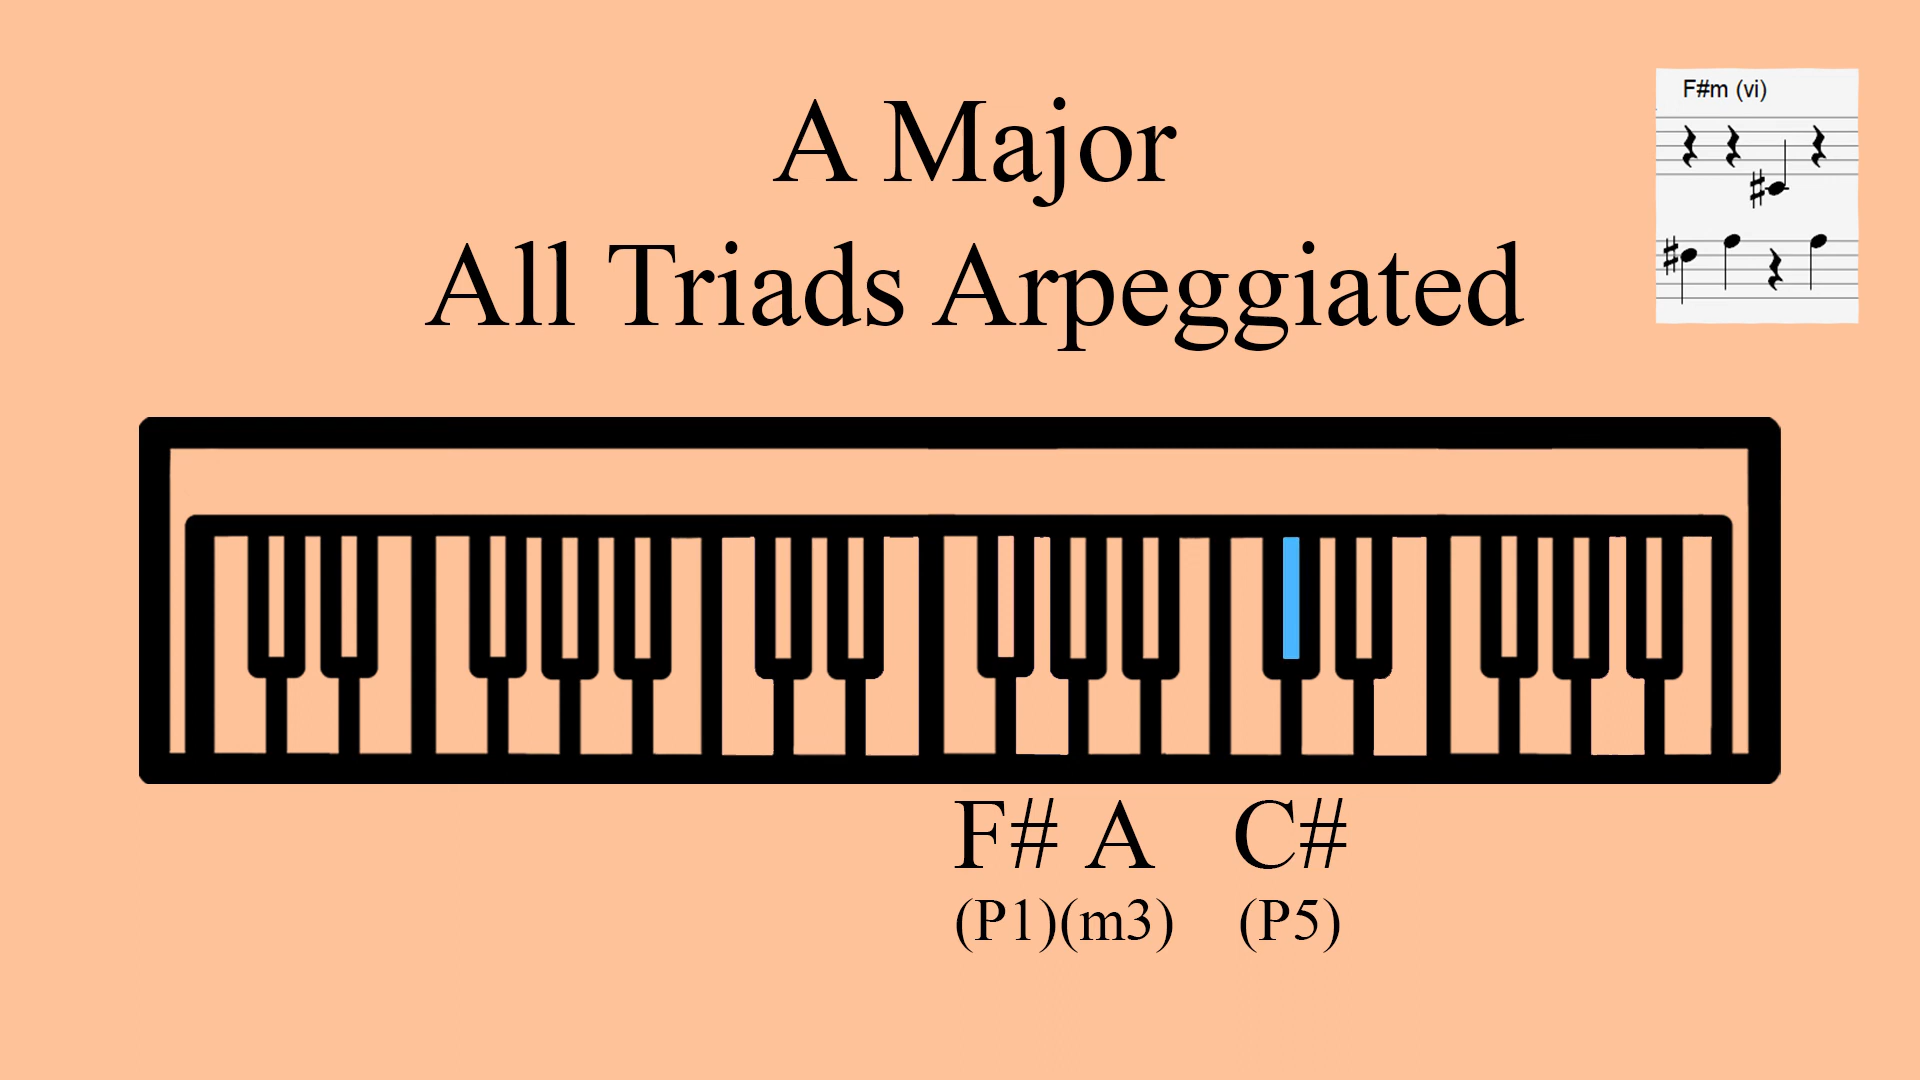 A Major
All Triads Arpeggiated
F#m (vi)
F# A C#
(P1)(m3) (P5)